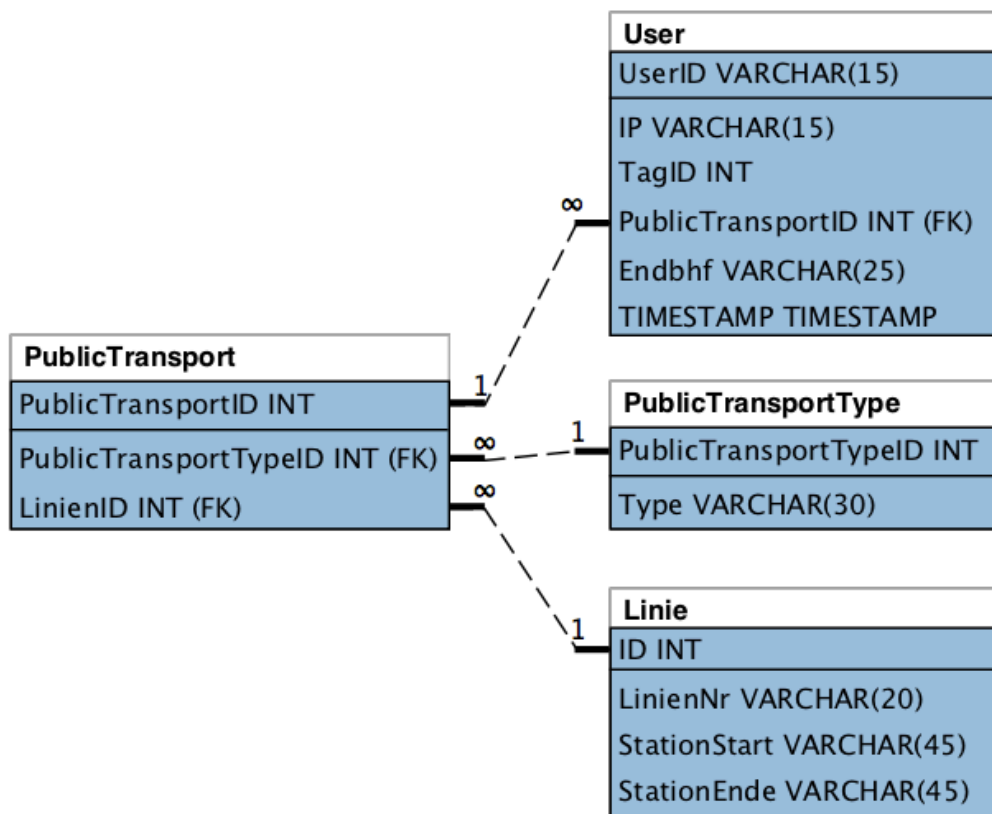 User
UserID VARCHAR(15)
IP VARCHAR(15)
TagID INT
PublicTransportID INT (FK)
Endbhf VARCHAR(25)
TIMESTAMP TIMESTAMP
∞
PublicTransport
PublicTransportID INT
PublicTransportTypeID INT (FK)
LinienID INT (FK)
1
∞
∞
1
1
PublicTransportType
PublicTransportTypeID INT
Type VARCHAR(30)
Linie
ID INT
LinienNr VARCHAR(20)
StationStart VARCHAR(45)
StationEnde VARCHAR(45)